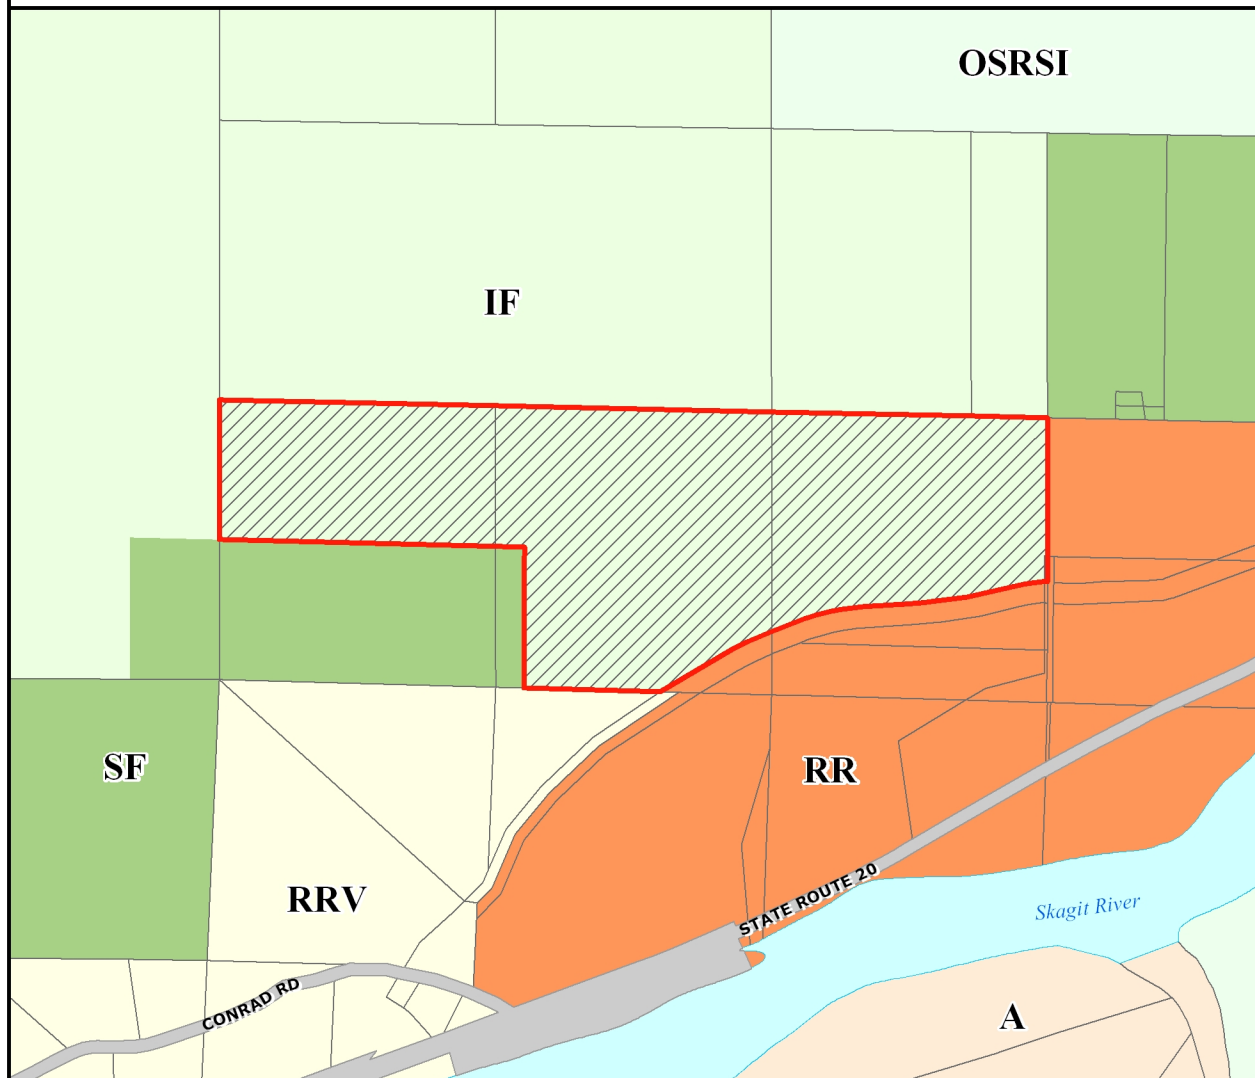 OSRSI
IF
SF
RR
RRV
STATE ROUTE 20
Skagit River
CONRAD RD
A